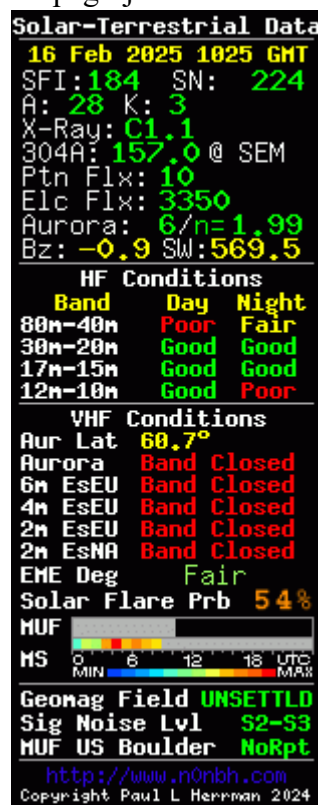 Solar-Terrestrial Data
16 Feb 2025 1025 GMT
SFI:184 SN: 224
A: 28 K: 3
X-Ray: C1.1
304A: 157.0 @ SEM
Ptn Flx: 10
Elc Flx: 3350
Aurora: 6/n=1.99
Bz: -0.9 SW:569.5
HF Conditions
Band Day Night
80m-40m Poor Fair
30m-20m Good Good
17m-15m Good Good
12m-10m Good Poor
VHF Conditions
Aur Lat 60.7°
Aurora Band Closed
6m EsEU Band Closed
4m EsEU Band Closed
2m EsEU Band Closed
2m EsNA Band Closed
EME Deg Fair
Solar Flare Prb 54%
MUF
MS 0 6 12 18 UTC
MIN MAX
Geomag Field UNSETTLD
Sig Noise Lvl S2-S3
MUF US Boulder NoRpt
http://www.n0nbh.com
Copyright Paul L Herrman 2024